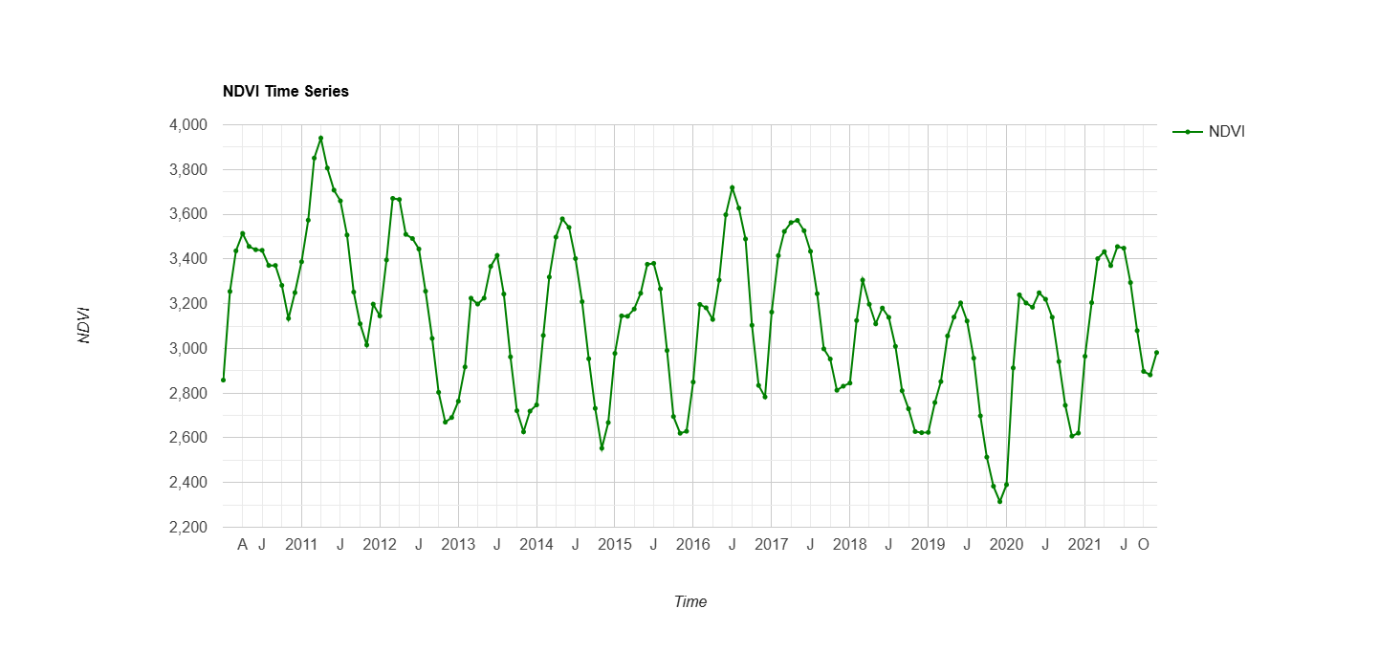 NDVI Time Series
4,000
3,800
3,600
3,400
3,200
3,000
2,800
2,600
2,400
2,200
NDVI
A J 2011 J 2012 J 2013 J 2014 J 2015 J 2016 J 2017 J 2018 J 2019 J 2020 J 2021 J O
Time
NDVI